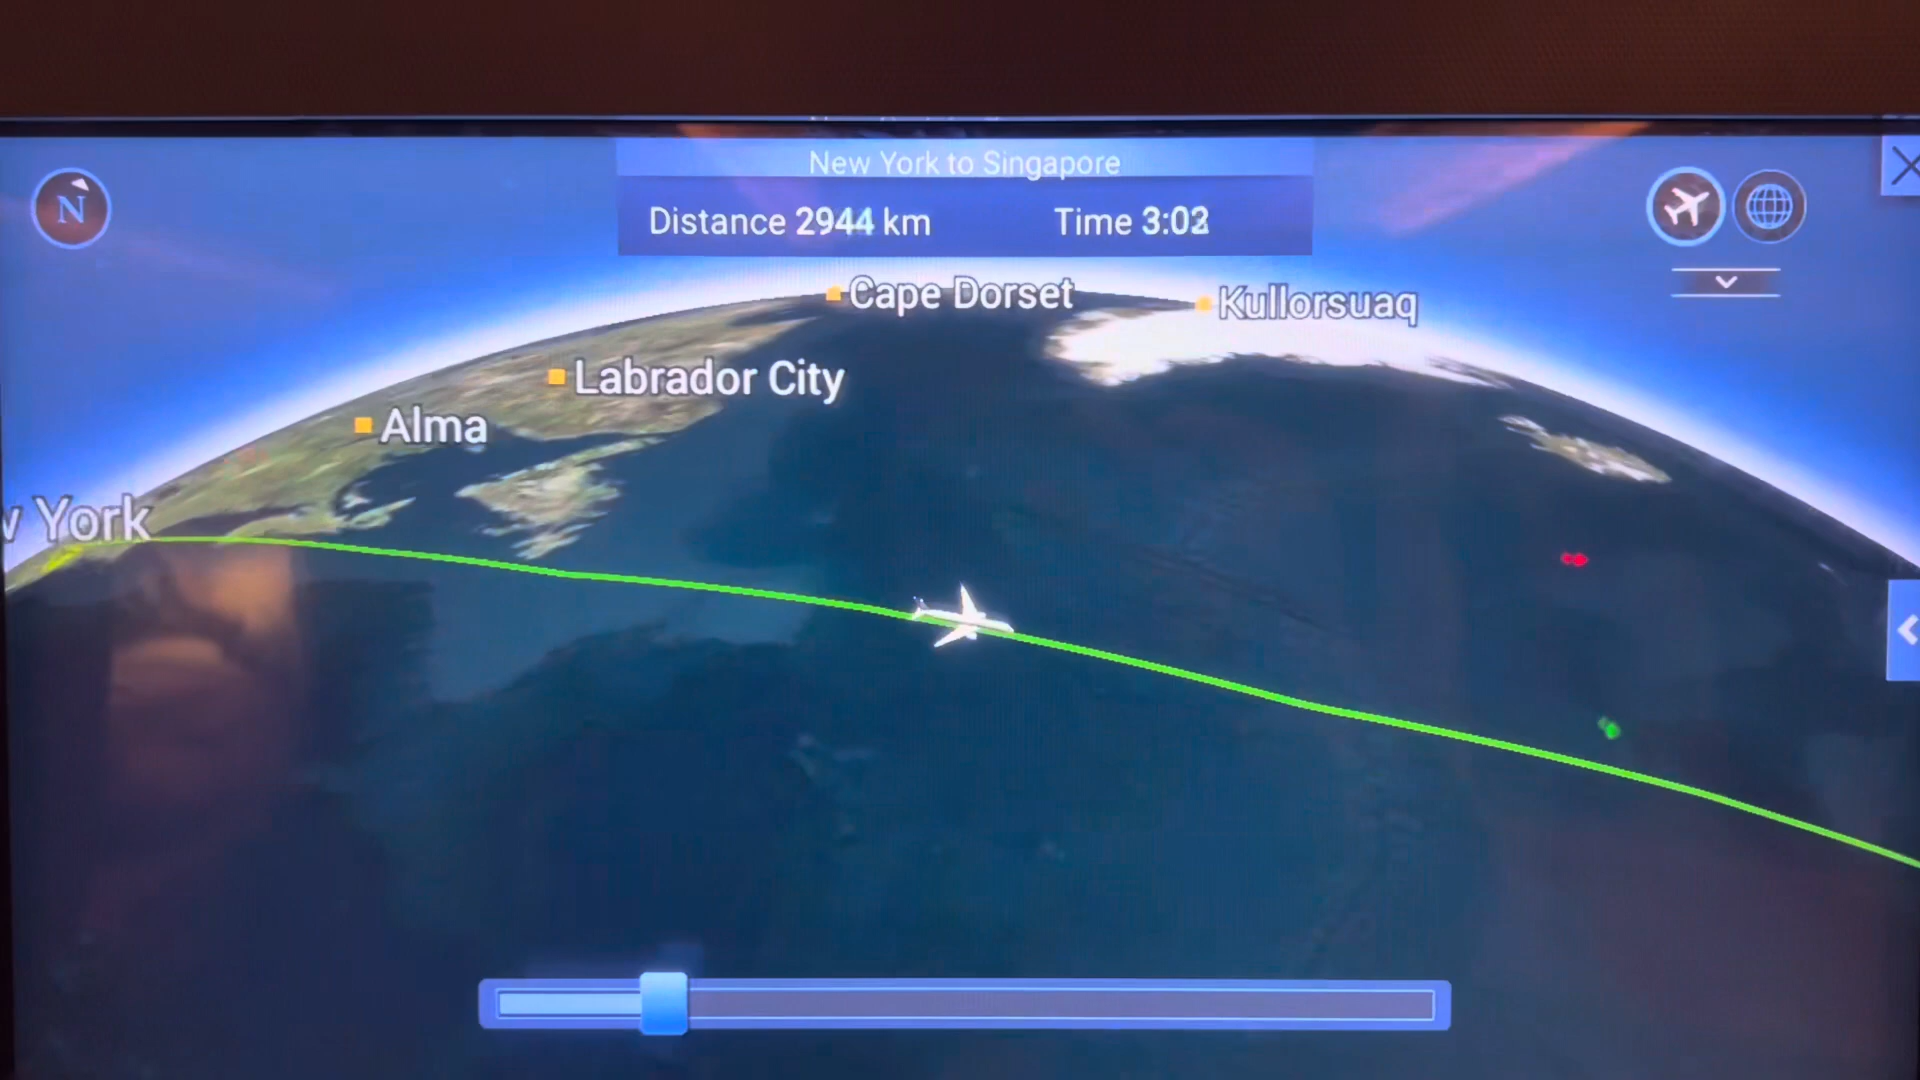 New York to Singapore
N
Distance 2944 km
Time 3:02
Cape Dorset
Kullorsuaq
Labrador City
Alma
York